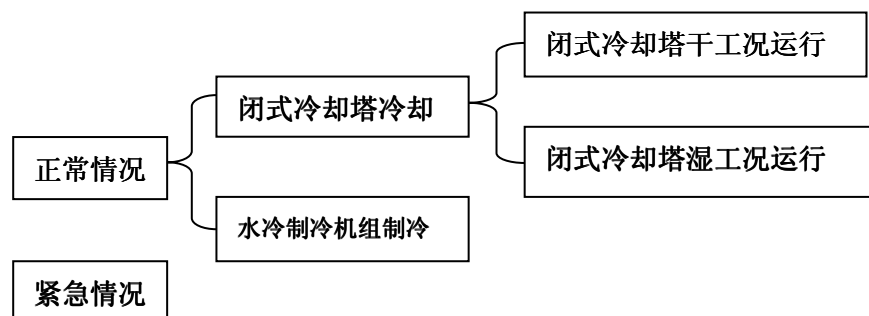 闭式冷却塔干工况运行
闭式冷却塔冷却
闭式冷却塔湿工况运行
正常情况
水冷制冷机组制冷
紧急情况